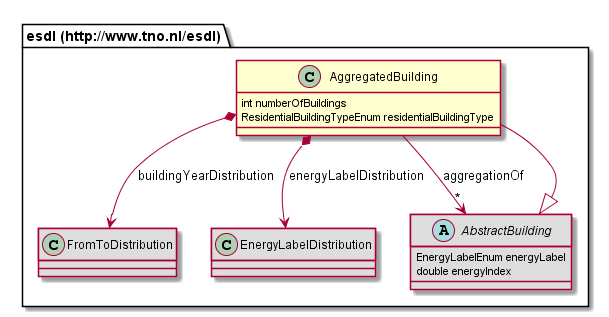 esdl (http://www.tno.nl/esdl)
C AggregatedBuilding
int numberOfBuildings
ResidentialBuildingTypeEnum residentialBuildingType
buildingYearDistribution
energyLabelDistribution
aggregationOf
*
C FromToDistribution
C EnergyLabelDistribution
A AbstractBuilding
EnergyLabelEnum energyLabel
double energyIndex